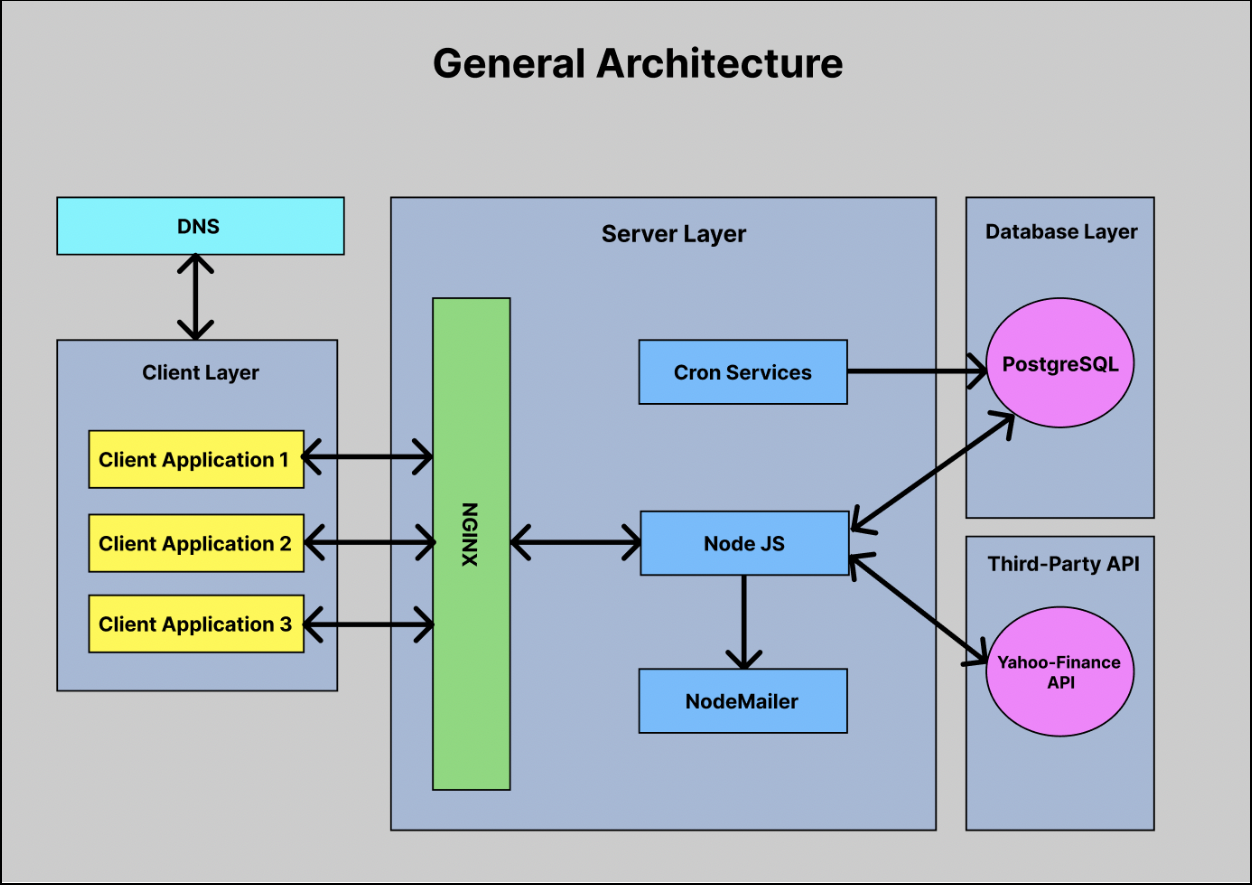 General Architecture
DNS
Client Layer
Client Application 1
Client Application 2
Client Application 3
Server Layer
NGINX
Cron Services
Node JS
NodeMailer
Database Layer
PostgreSQL
Third-Party API
Yahoo-Finance
API